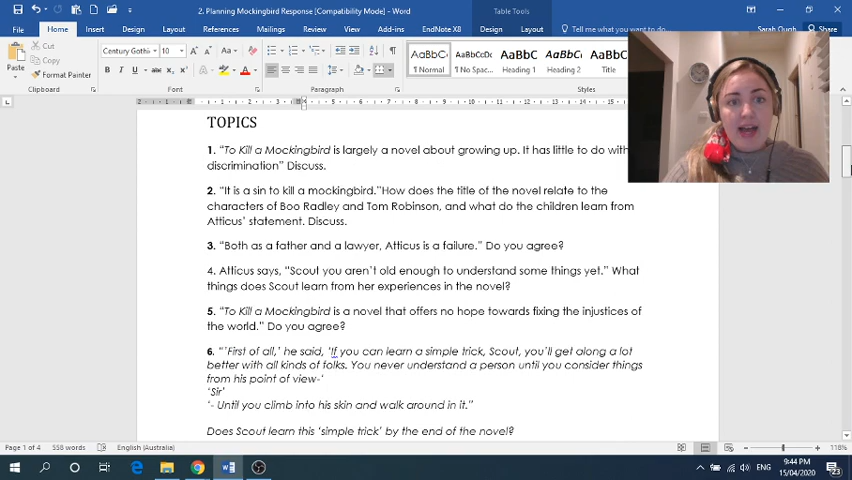 2. Planning Mockingbird Response [Compatibility Mode] - Word
Table Tools
Sarah Ough
File Home Insert Draw Design Layout References Mailings Review View Add-ins EndNote X8 Design Layout Tell me what you want to do... Share
Cut
Copy
Paste
Format Painter
Century Gothi 10
AaBbC AaBbCcDc AaBbC AaBbC AaBb
¶ Normal ¶ No Spac... Heading 1 Heading 2 Title
Clipboard Font Paragraph Styles
TOPICS
1. “To Kill a Mockingbird is largely a novel about growing up. It has little to do with
discrimination” Discuss.
2. “It is a sin to kill a mockingbird.”How does the title of the novel relate to the
characters of Boo Radley and Tom Robinson, and what do the children learn from
Atticus’ statement. Discuss.
3. “Both as a father and a lawyer, Atticus is a failure.” Do you agree?
4. Atticus says, “Scout you aren’t old enough to understand some things yet.” What
things does Scout learn from her experiences in the novel?
5. “To Kill a Mockingbird is a novel that offers no hope towards fixing the injustices of
the world.” Do you agree?
6. “’First of all,’ he said, ‘If you can learn a simple trick, Scout, you’ll get along a lot
better with all kinds of folks. You never understand a person until you consider things
from his point of view-‘
‘Sir’
‘- Until you climb into his skin and walk around in it.”
Does Scout learn this ‘simple trick’ by the end of the novel?
Page 1 of 4 558 words English (Australia) 118%
ENG
9:44 PM
15/04/2020
23